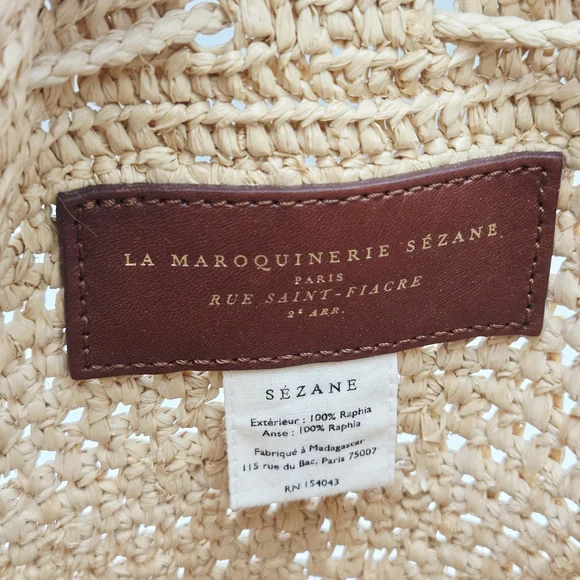 LA MAROQUINERIE SÉZANE
PARIS
RUE SAINT-FIACRE
2E ARR.
SÉZANE
Extérieur : 100% Raphia
Anse : 100% Raphia
Fabriqué à Madagascar
115 rue du Bac, Paris 75007
RN 154043